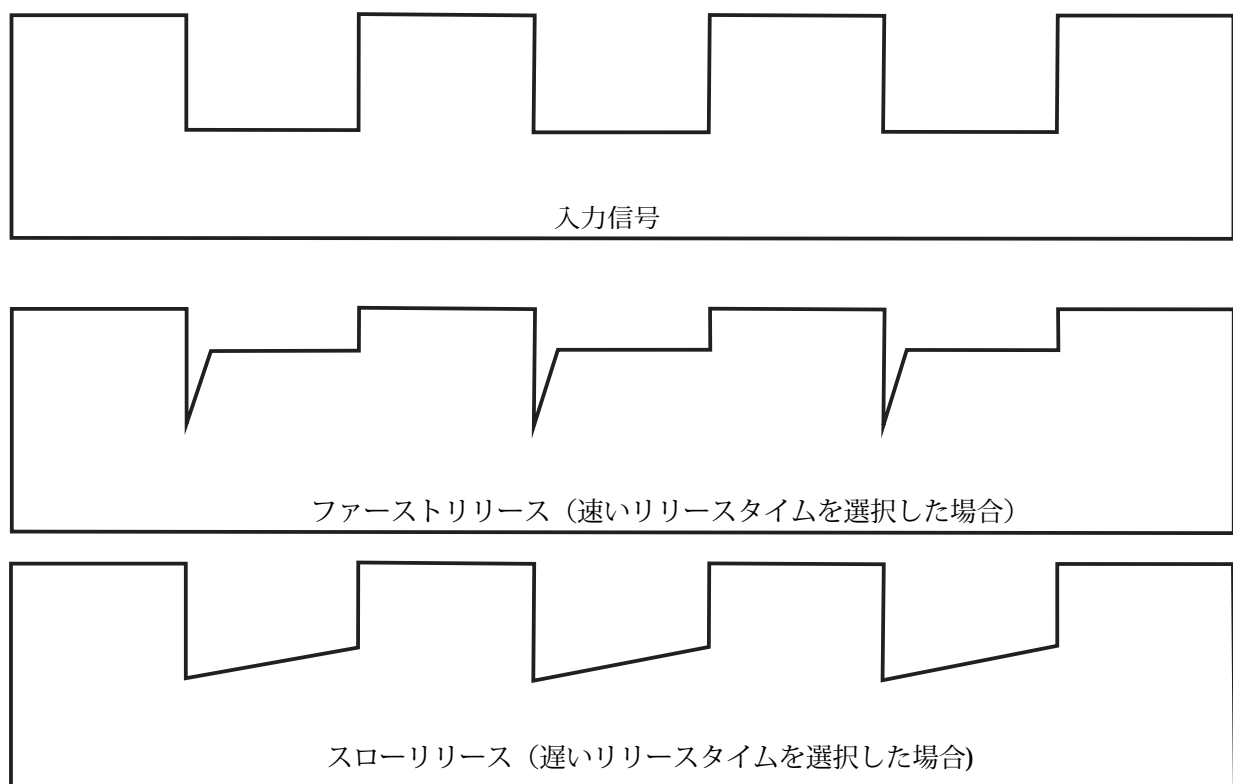 入力信号
ファーストリリース（速いリリースタイムを選択した場合）
スローリリース（遅いリリースタイムを選択した場合)